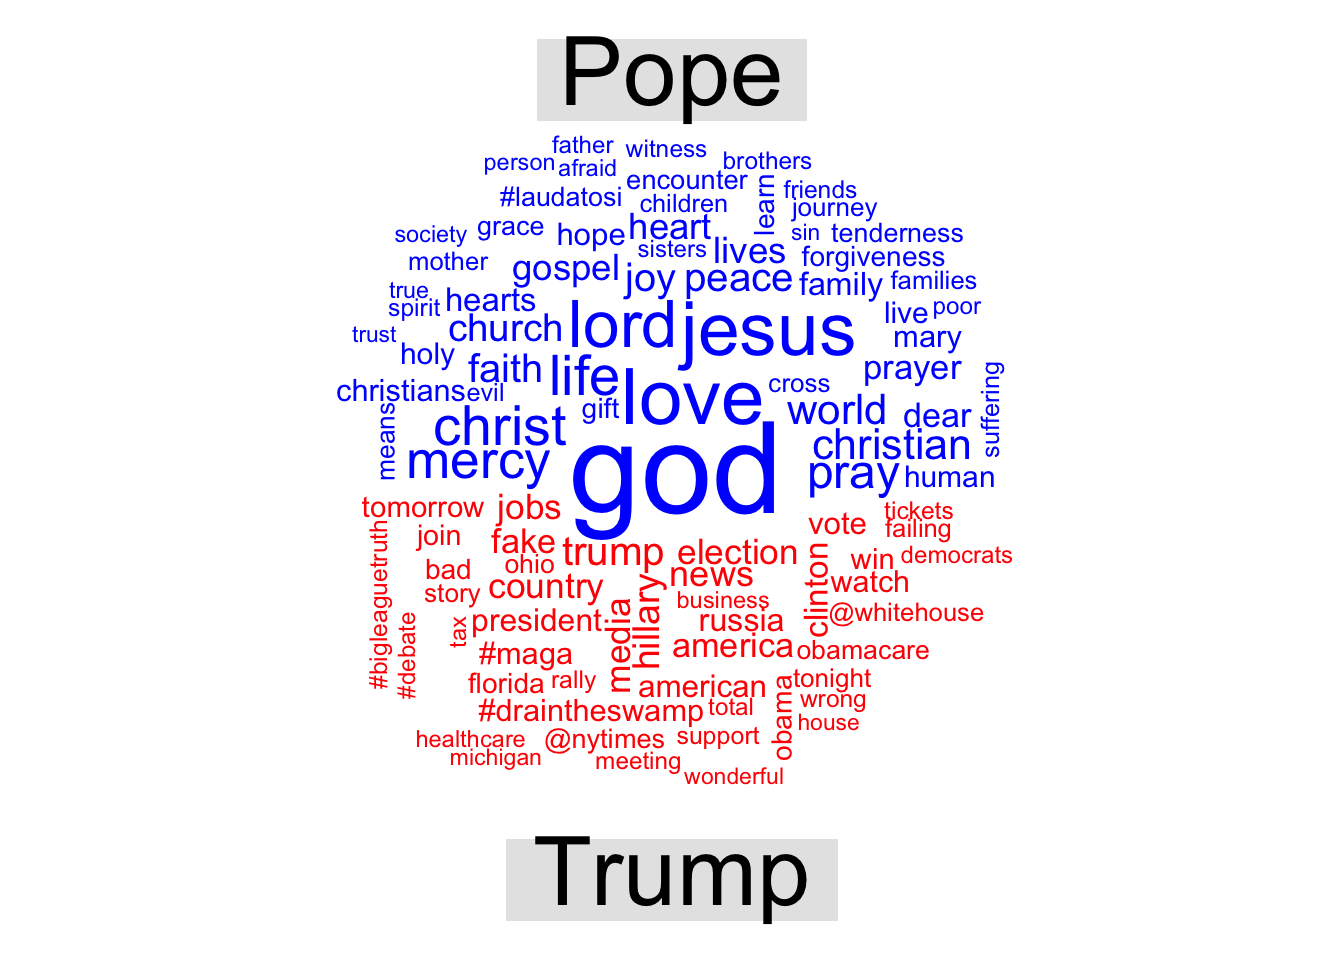 Pope
father witness
person afraid brothers
#laudatosi encounter learn friends
children journey
society grace hope heart sin tenderness
mother sisters lives forgiveness
gospel joy peace family families
true hearts
spirit live poor
trust church lord jesus mary
holy faith life prayer
christians evil love cross suffering
means gift world dear
christ christian
mercy god pray human
tomorrow jobs vote tickets
join fake failing
#bigleaguetruth bad ohio trump election clinton win democrats
story country news watch
#debate tax president media hillary business russia @whitehouse
#maga america obamacare
florida rally american obama tonight
#draintheswamp total wrong
healthcare @nytimes support house
michigan meeting
wonderful
Trump